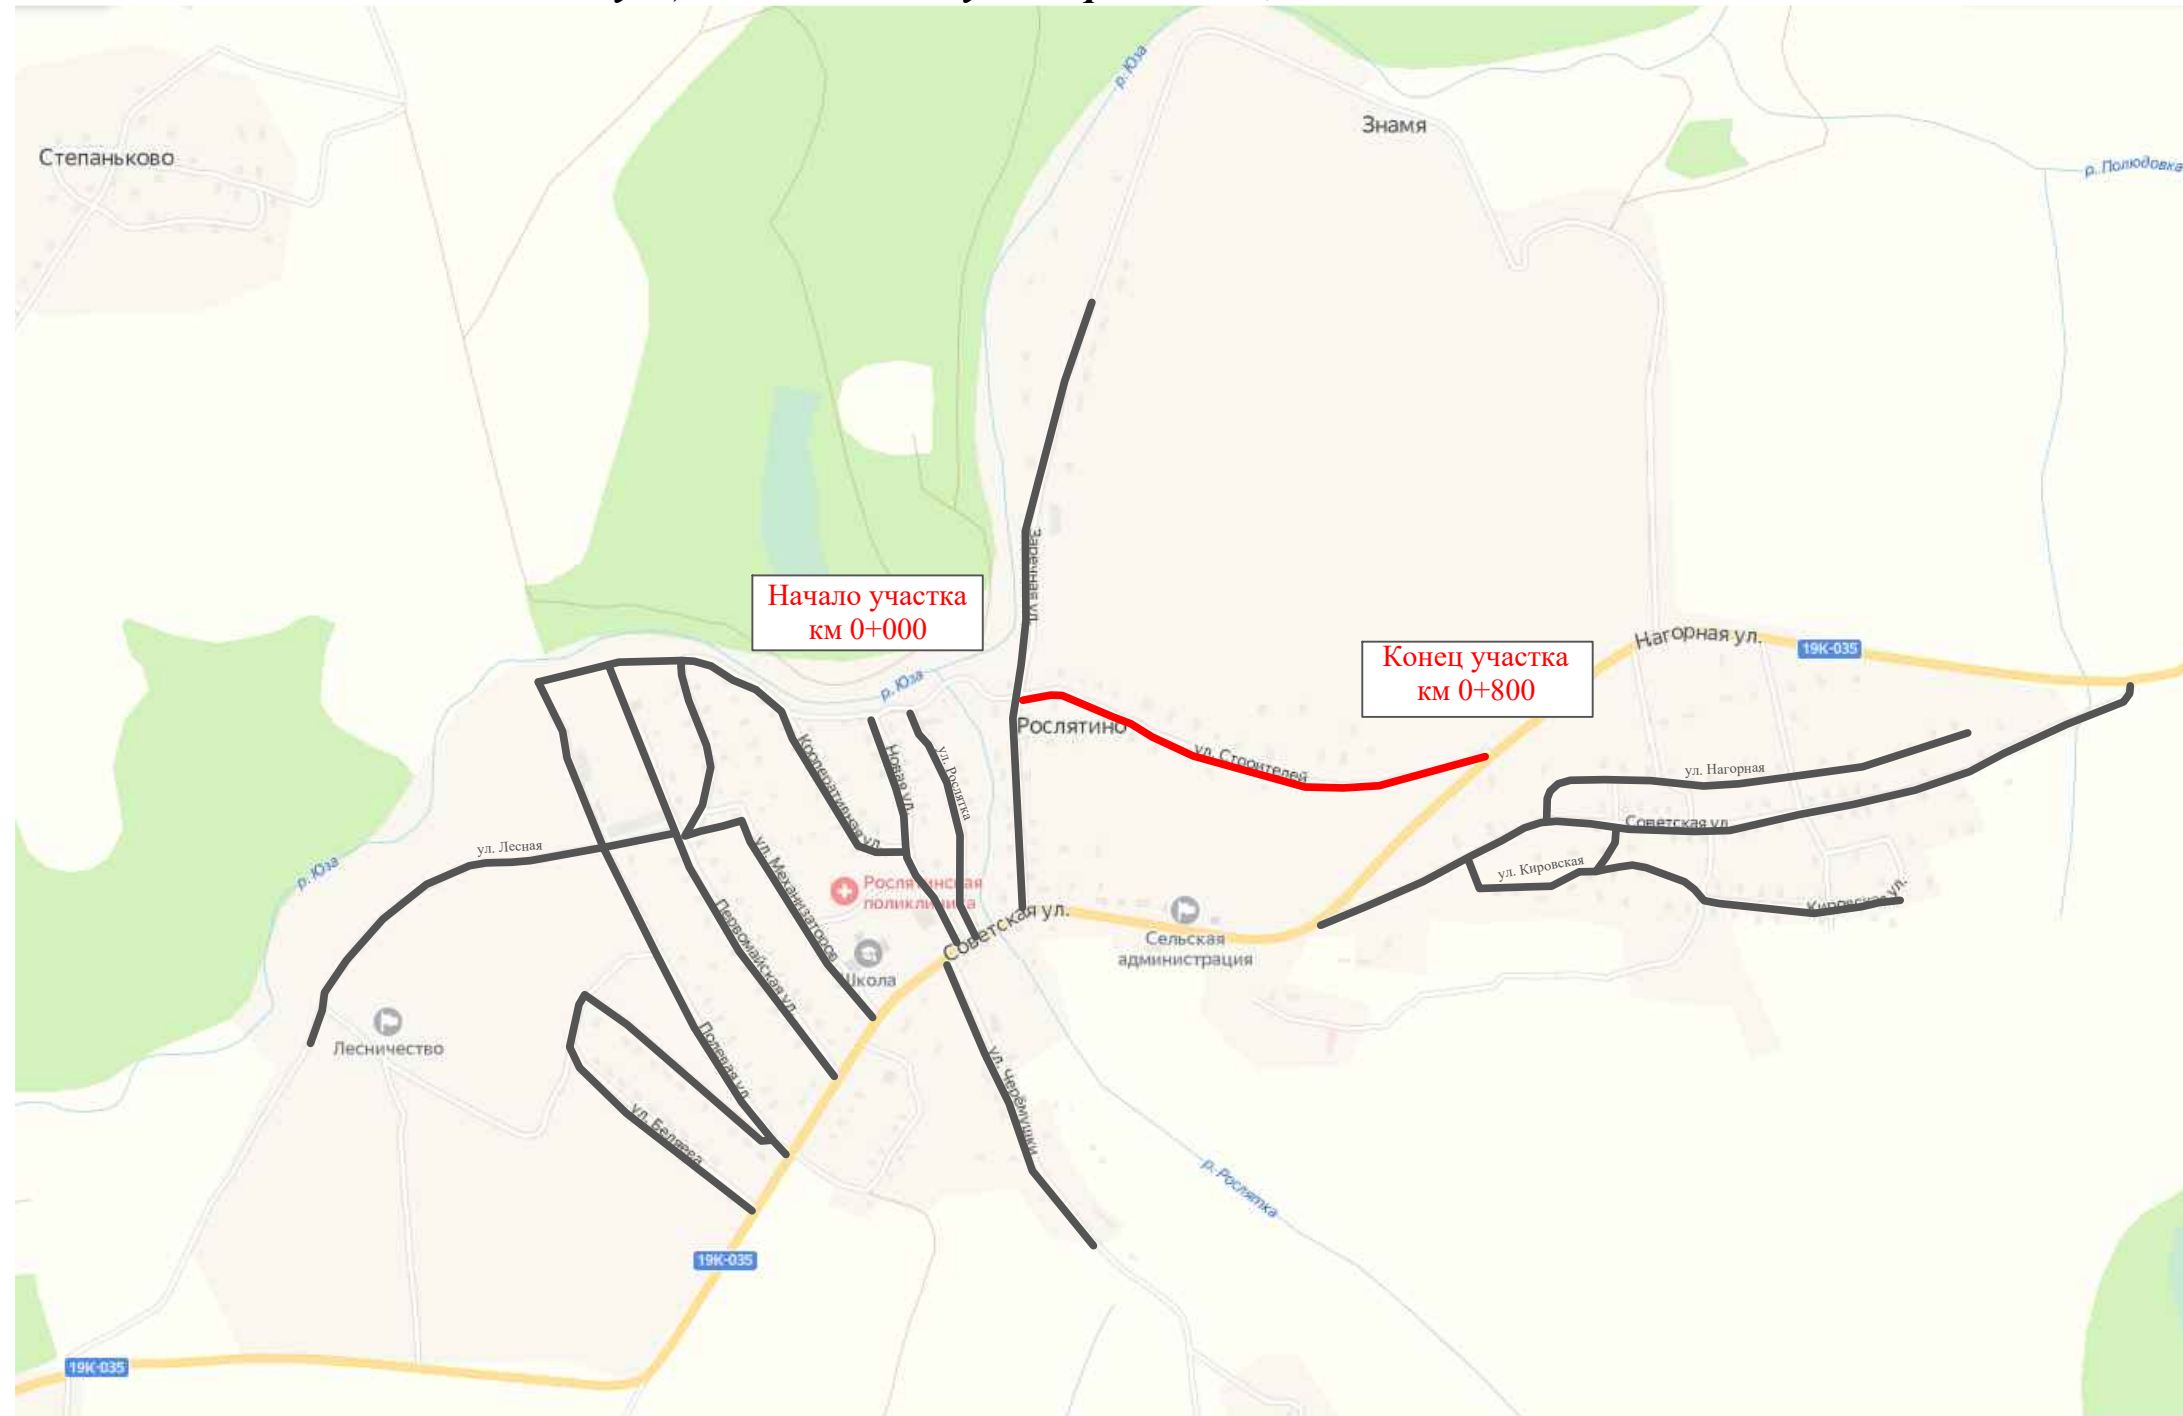 р. Юза
Знамя
Степаньково
р. Полюдовка
Заречная ул.
Начало участка
км 0+000
Конец участка
км 0+800
Нагорная ул.
19К-035
р. Юза
Рослятино
ул. Строителей
ул. Нагорная
Кооперативная ул.
Новая ул.
ул. Рослятка
Советская ул.
ул. Лесная
ул. Кировская
р. Юза
ул. Механизаторов
Рослятинская
поликлиника
Кировская ул.
Советская ул.
Первомайская ул.
Сельская
администрация
Школа
Лесничество
Полевая ул.
ул. Черёмушки
ул. Беляева
р. Рослятка
19К-035
19К-035